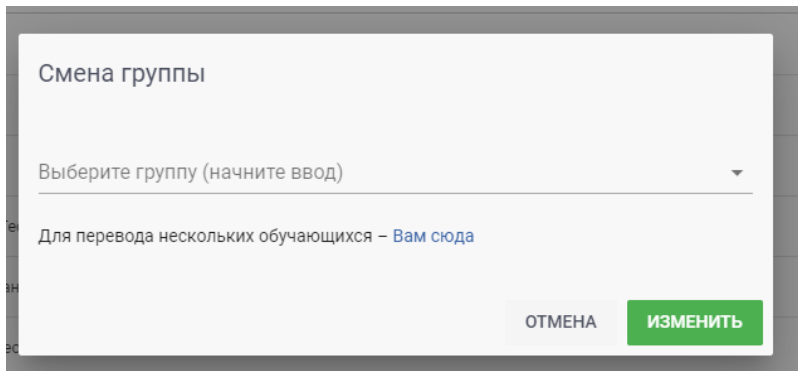 Смена группы
Выберите группу (начните ввод)
Для перевода нескольких обучающихся – Вам сюда
ОТМЕНА
ИЗМЕНИТЬ